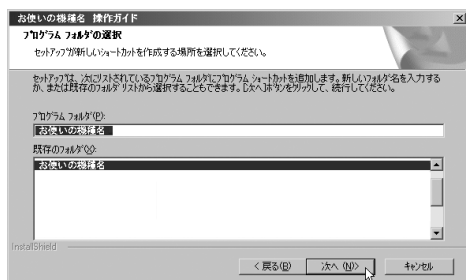 お使いの機種名 操作ガイド
ﾌﾟﾛｸﾞﾗﾑ ﾌｫﾙﾀﾞの選択
ｾｯﾄｱｯﾌﾟが新しいｼｮｰﾄｶｯﾄを作成する場所を選択してください。
ｾｯﾄｱｯﾌﾟは、次にﾘｽﾄされているﾌﾟﾛｸﾞﾗﾑ ﾌｫﾙﾀﾞにﾌﾟﾛｸﾞﾗﾑ ｼｮｰﾄｶｯﾄを追加します。新しいﾌｫﾙﾀﾞ名を入力する
か、または既存のﾌｫﾙﾀﾞ ﾘｽﾄから選択することもできます。[次へ]ﾎﾞﾀﾝをｸﾘｯｸして、続行してください。
ﾌﾟﾛｸﾞﾗﾑ ﾌｫﾙﾀﾞ(P):
お使いの機種名
既存のﾌｫﾙﾀﾞ(X):
お使いの機種名
InstallShield
< 戻る(B)
次へ (N)>
ｷｬﾝｾﾙ